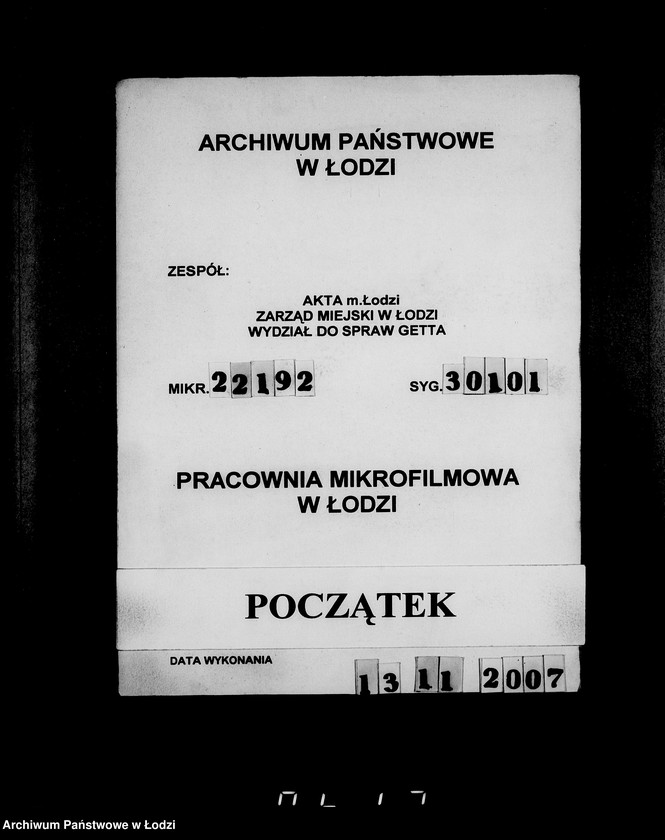 ARCHIWUM PAŃSTWOWE
W ŁODZI
ZESPÓŁ:
AKTA m.Łodzi
ZARZĄD MIEJSKI W ŁODZI
WYDZIAŁ DO SPRAW GETTA
MIKR. 22192 SYG. 30101
PRACOWNIA MIKROFILMOWA
W ŁODZI
POCZĄTEK
DATA WYKONANIA 13 11 2007
Archiwum Państwowe w Łodzi